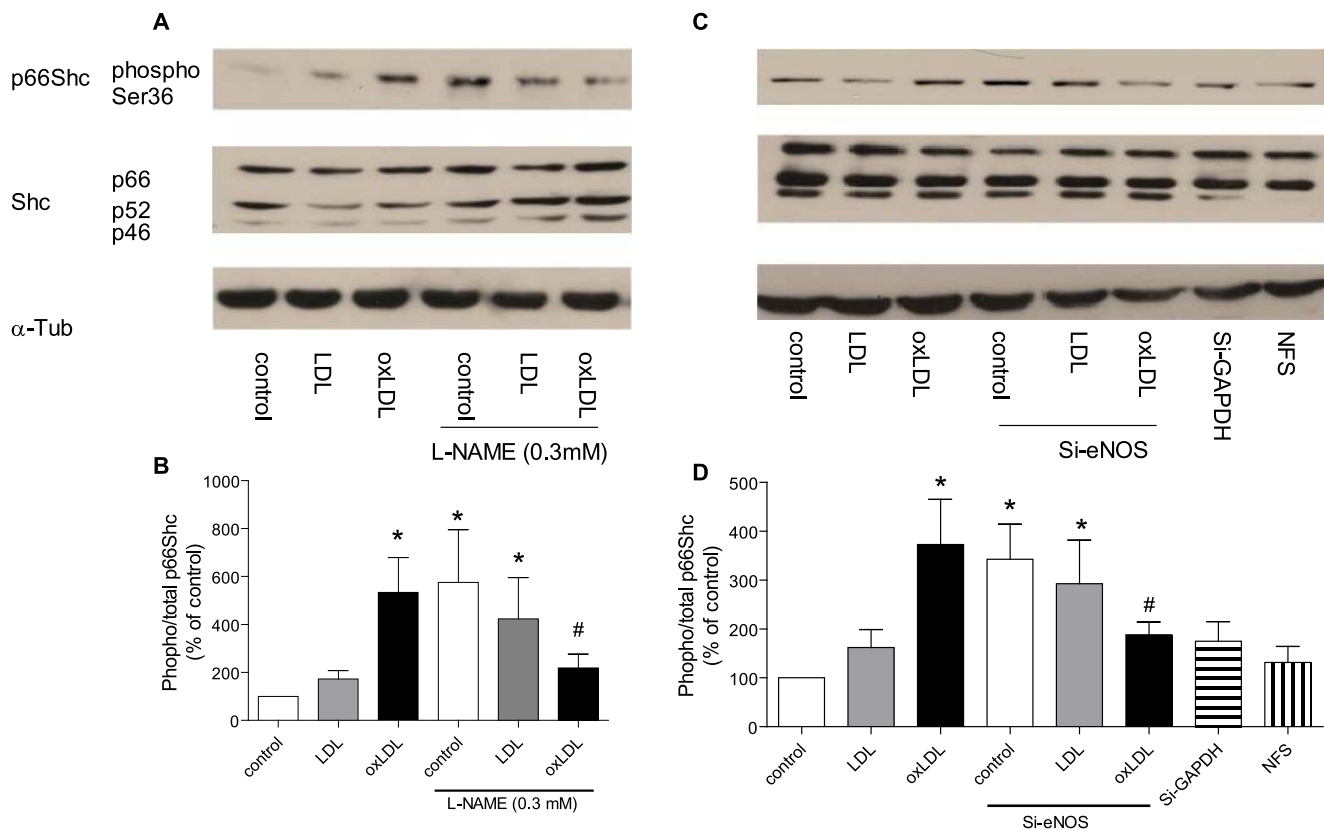 A
p66Shc
phospho
Ser36
Shc
p66
p52
p46
α-Tub
control
LDL
oxLDL
control
LDL
oxLDL
L-NAME (0.3mM)
C
control
LDL
oxLDL
control
LDL
oxLDL
Si-GAPDH
NFS
Si-eNOS
B
Phopho/total p66Shc
(% of control)
1000
800
600
400
200
0
*
*
*
#
control
LDL
oxLDL
control
LDL
oxLDL
L-NAME (0.3 mM)
D
Phopho/total p66Shc
(% of control)
500
400
300
200
100
0
*
*
*
#
control
LDL
oxLDL
control
LDL
oxLDL
Si-GAPDH
NFS
Si-eNOS